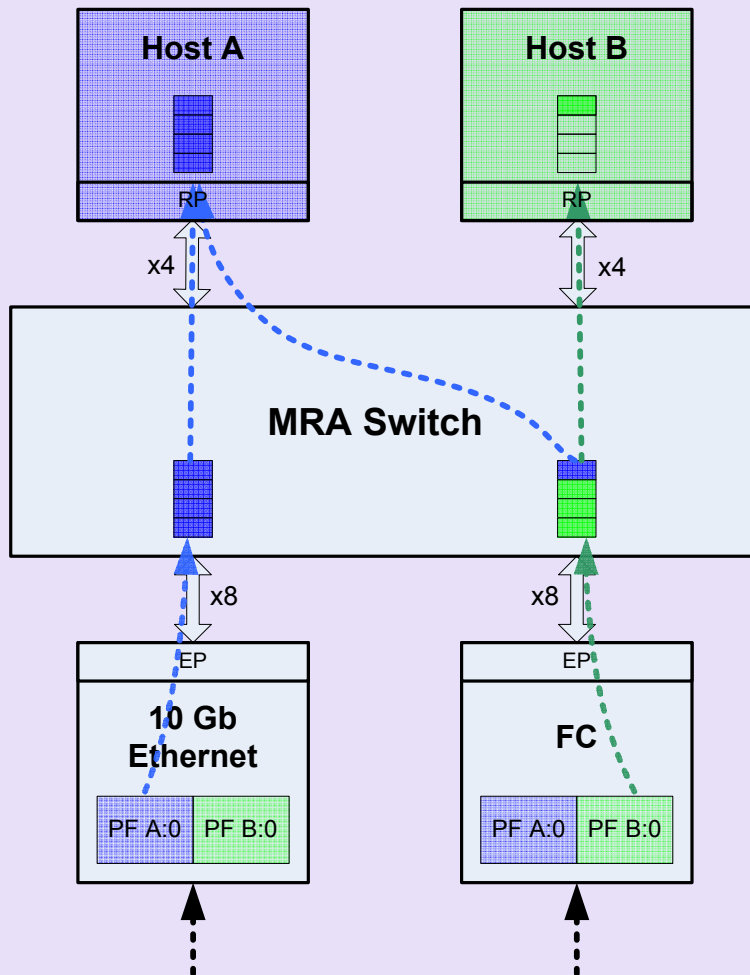 Host A
Host B
RP
RP
x4
x4
MRA Switch
x8
x8
EP
EP
10 Gb
Ethernet
FC
PF A:0
PF B:0
PF A:0
PF B:0